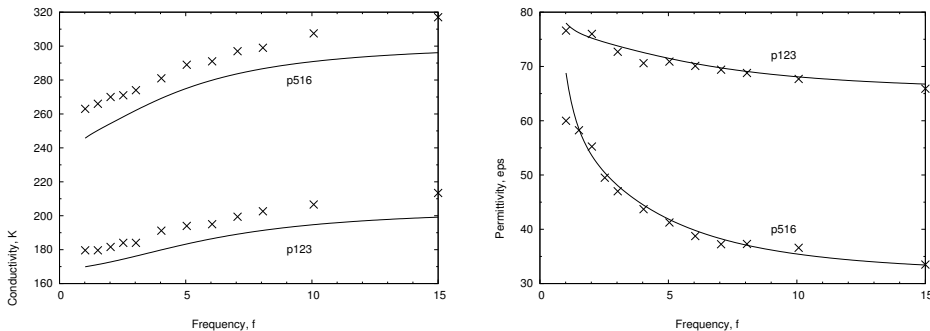 320
300
280
260
240
220
200
180
160
0
5
10
15
Conductivity, K
Frequency, f
p516
p123
80
70
60
50
40
30
0
5
10
15
Permittivity, eps
Frequency, f
p123
p516